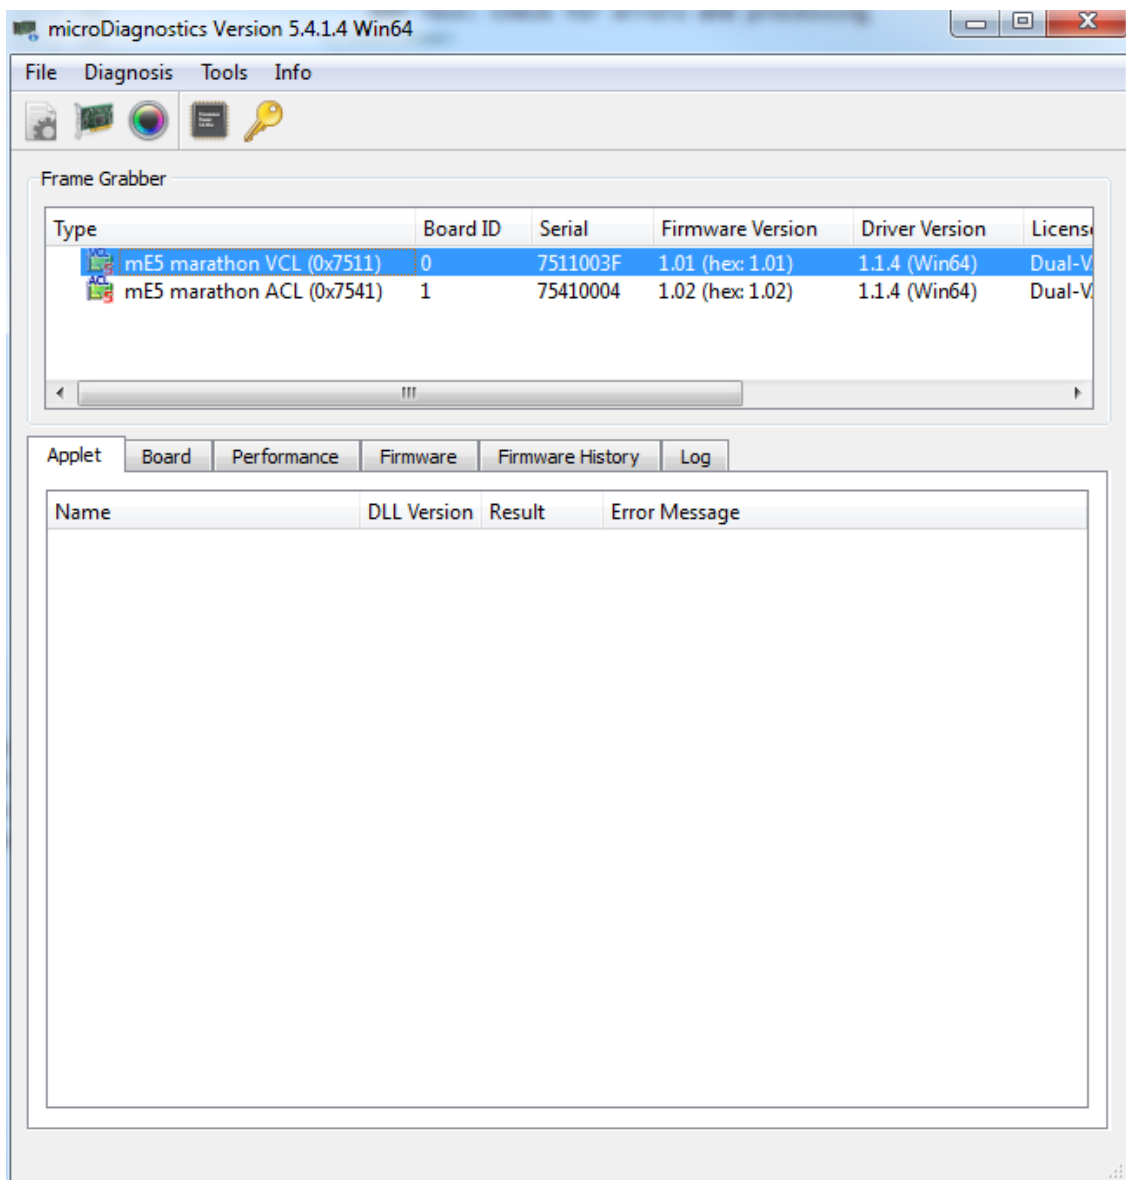 microDiagnostics Version 5.4.1.4 Win64
File Diagnosis Tools Info
Frame Grabber
Type Board ID Serial Firmware Version Driver Version License
mE5 marathon VCL (0x7511) 0 7511003F 1.01 (hex: 1.01) 1.1.4 (Win64) Dual-V
mE5 marathon ACL (0x7541) 1 75410004 1.02 (hex: 1.02) 1.1.4 (Win64) Dual-V
Applet Board Performance Firmware Firmware History Log
Name DLL Version Result Error Message